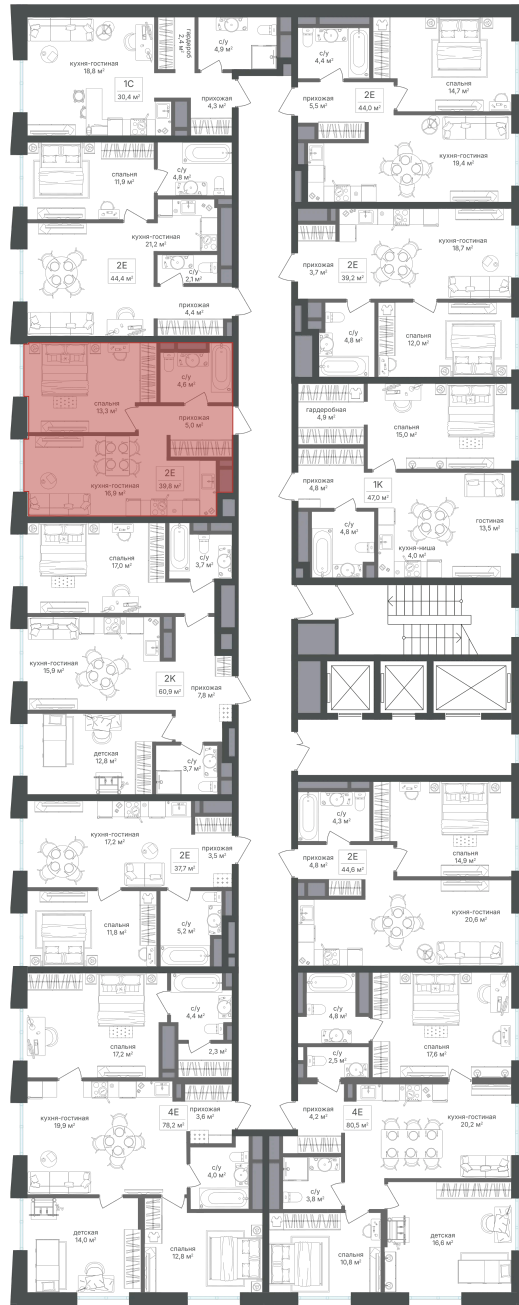 кухня-гостиная
18,8 м²
гардероб
2,4 м²
с/у
4,9 м²
1С
30,4 м²
прихожая
4,3 м²
с/у
4,4 м²
спальня
14,7 м²
прихожая
5,5 м²
2Е
44,0 м²
кухня-гостиная
19,4 м²
спальня
11,9 м²
с/у
4,8 м²
кухня-гостиная
21,2 м²
2Е
44,4 м²
с/у
2,1 м²
прихожая
4,4 м²
прихожая
3,7 м²
2Е
39,2 м²
кухня-гостиная
18,7 м²
с/у
4,8 м²
спальня
12,0 м²
спальня
13,3 м²
с/у
4,6 м²
прихожая
5,0 м²
2Е
39,8 м²
кухня-гостиная
16,9 м²
гардеробная
4,9 м²
спальня
15,0 м²
прихожая
4,8 м²
1К
47,0 м²
гостиная
13,5 м²
с/у
4,8 м²
кухня-ниша
4,0 м²
спальня
17,0 м²
с/у
3,7 м²
кухня-гостиная
15,9 м²
2К
60,9 м²
прихожая
7,8 м²
детская
12,8 м²
с/у
3,7 м²
кухня-гостиная
17,2 м²
2Е
37,7 м²
прихожая
3,5 м²
спальня
11,8 м²
с/у
5,2 м²
с/у
4,3 м²
спальня
14,9 м²
прихожая
4,8 м²
2Е
44,6 м²
кухня-гостиная
20,6 м²
спальня
17,2 м²
с/у
4,4 м²
2,3 м²
кухня-гостиная
19,9 м²
4Е
78,2 м²
прихожая
3,6 м²
с/у
4,0 м²
детская
14,0 м²
спальня
12,8 м²
с/у
4,8 м²
спальня
17,6 м²
с/у
2,5 м²
прихожая
4,2 м²
4Е
80,5 м²
кухня-гостиная
20,2 м²
с/у
3,8 м²
спальня
10,8 м²
детская
16,6 м²